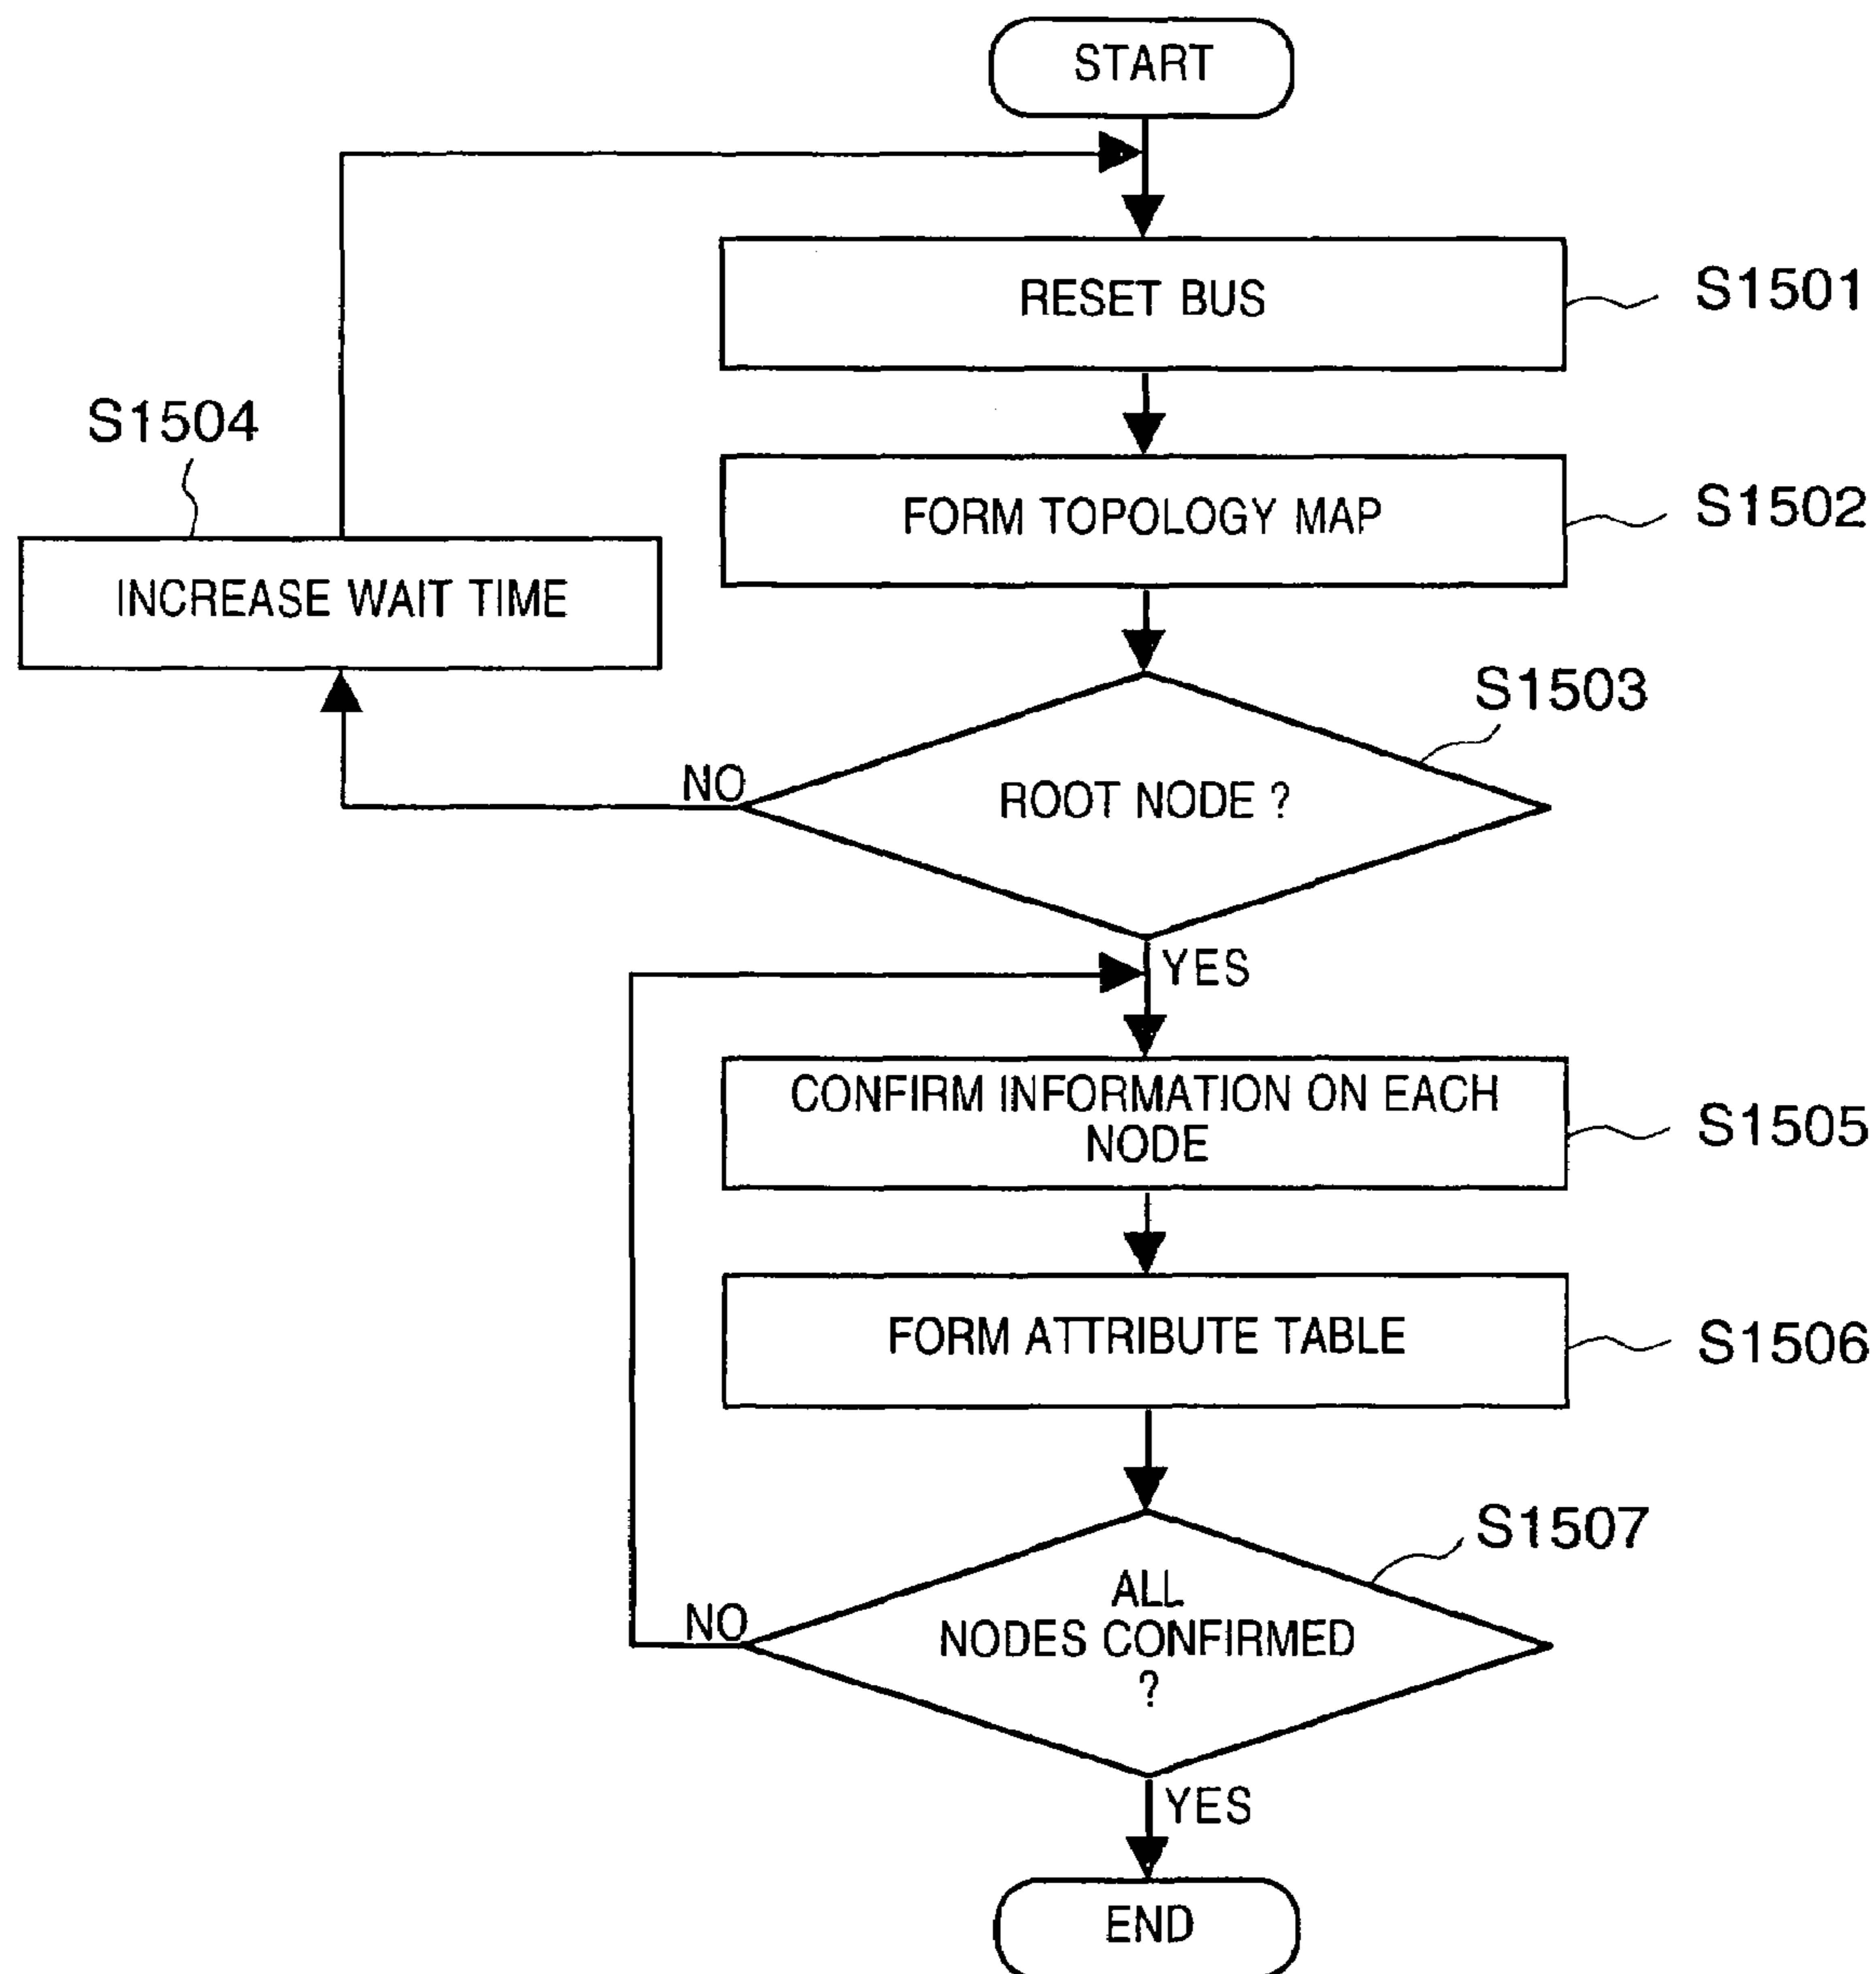 START
RESET BUS
S1501
S1504
FORM TOPOLOGY MAP
S1502
INCREASE WAIT TIME
S1503
NO
ROOT NODE ?
YES
CONFIRM INFORMATION ON EACH
NODE
S1505
FORM ATTRIBUTE TABLE
S1506
S1507
ALL
NO
NODES CONFIRMED
?
YES
END